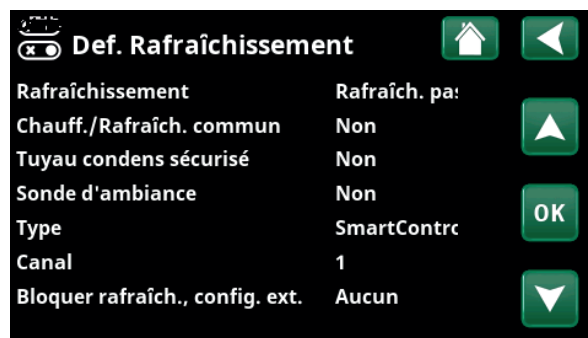 Def. Rafraîchissement
Rafraîchissement Rafraîch. pas
Chauff./Rafraîch. commun Non
Tuyau condens sécurisé Non
Sonde d'ambiance Non
Type SmartContro
Canal 1
OK
Bloquer rafraîch., config. ext. Aucun